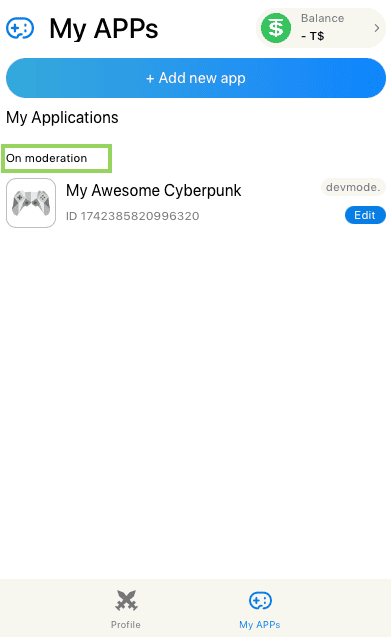 My APPs
Balance
- T$
+ Add new app
My Applications
On moderation
My Awesome Cyberpunk
devmode.
ID 1742385820996320
Edit
Profile
My APPs